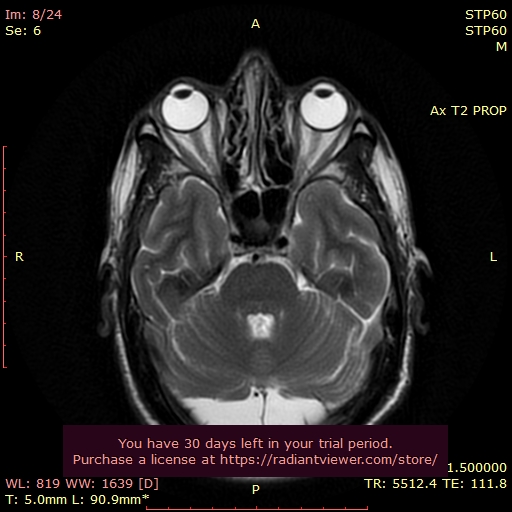 Im: 8/24
Se: 6
A
STP60
STP60
M
Ax T2 PROP
R
L
You have 30 days left in your trial period.
Purchase a license at https://radiantviewer.com/store/
1.500000
WL: 819 WW: 1639 [D]
TR: 5512.4 TE: 111.8
T: 5.0mm L: 90.9mm*
P